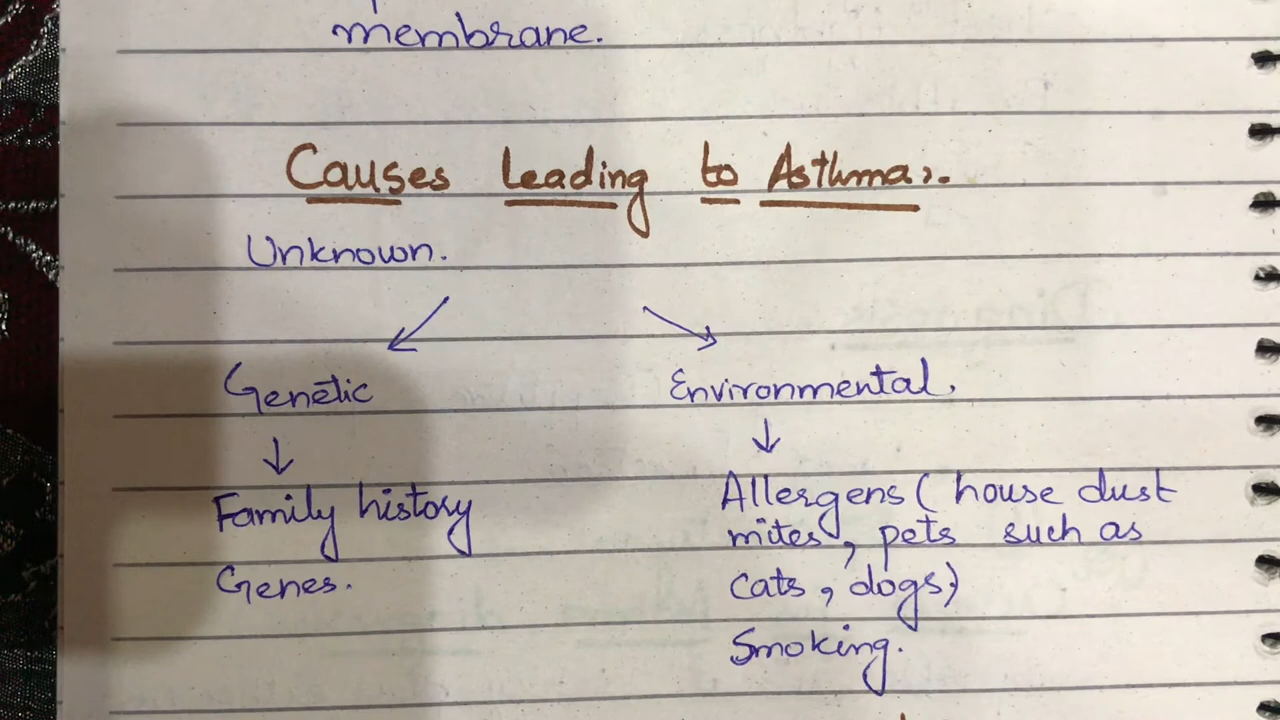 membrane.
Causes leading to Asthma:-
Unknown.
Genetic
Environmental.
Family history
Genes.
Allergens (house dust
mites, pets such as
cats, dogs)
Smoking.